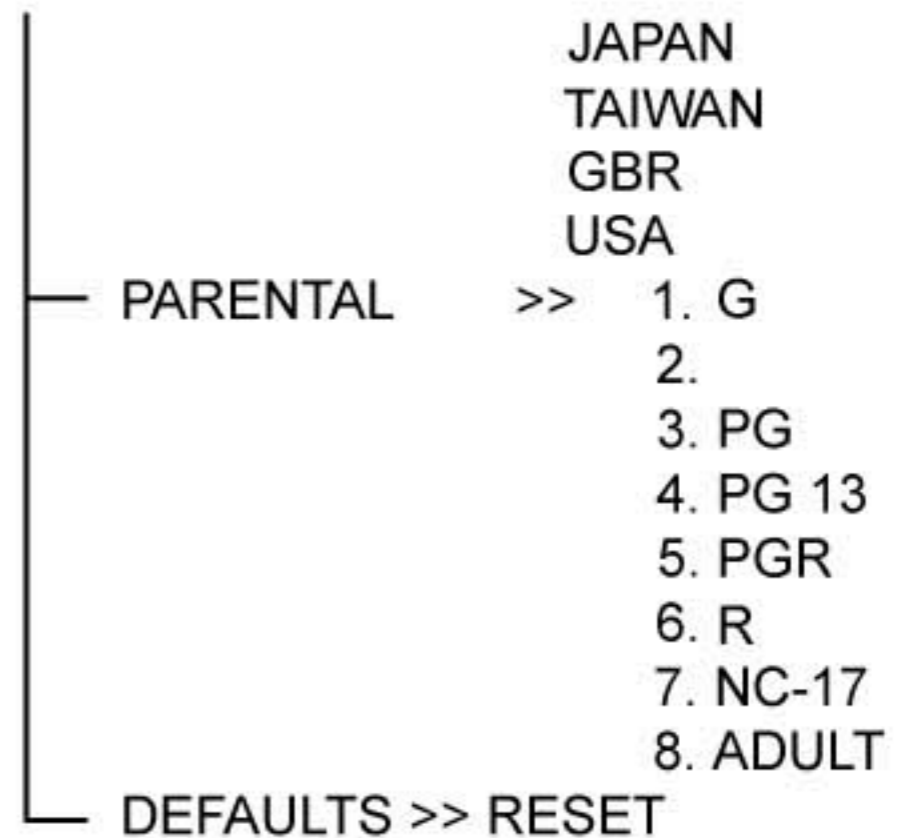 JAPAN
TAIWAN
GBR
USA
PARENTAL >> 1. G
2.
3. PG
4. PG 13
5. PGR
6. R
7. NC-17
8. ADULT
DEFAULTS >> RESET